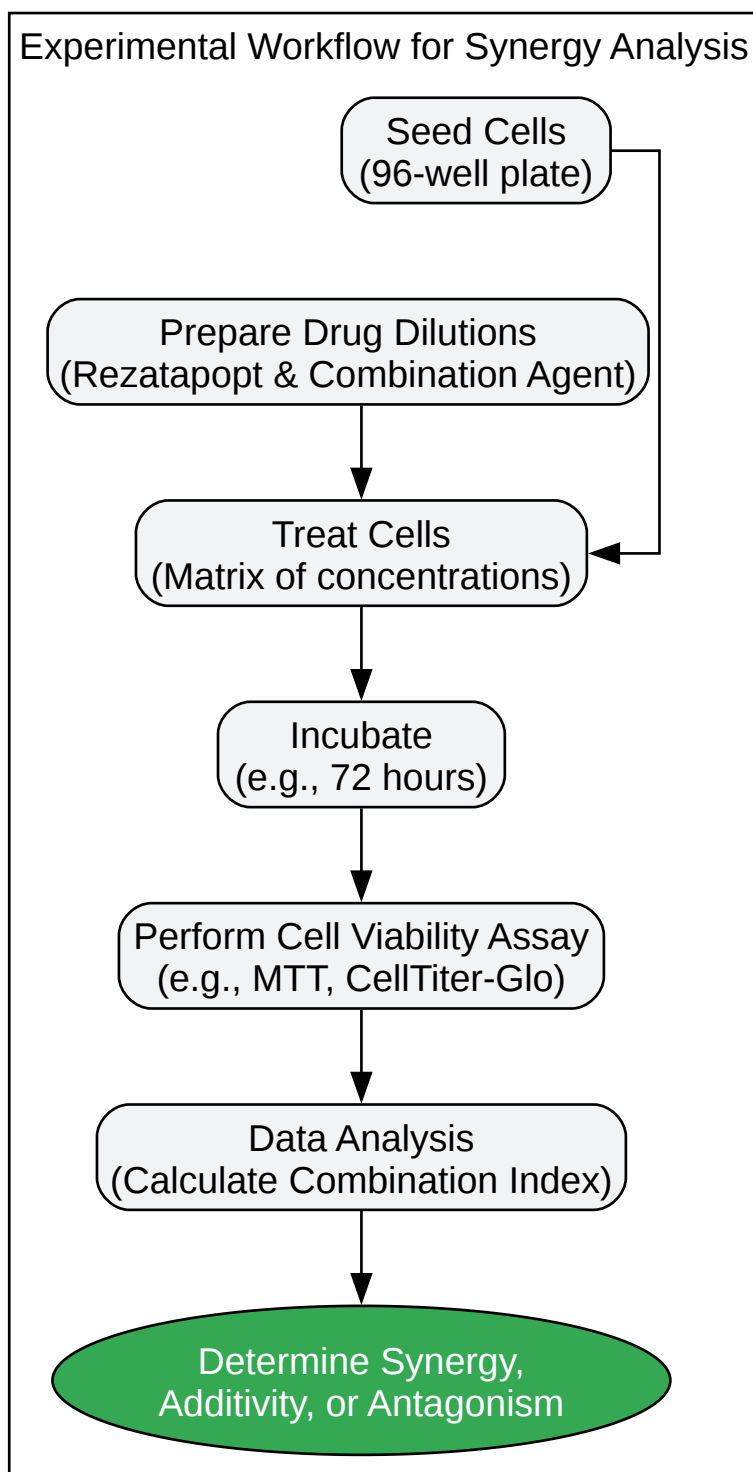 Experimental Workflow for Synergy Analysis
Seed Cells
(96-well plate)
Prepare Drug Dilutions
(Rezatapopt & Combination Agent)
Treat Cells
(Matrix of concentrations)
Incubate
(e.g., 72 hours)
Perform Cell Viability Assay
(e.g., MTT, CellTiter-Glo)
Data Analysis
(Calculate Combination Index)
Determine Synergy,
Additivity, or Antagonism